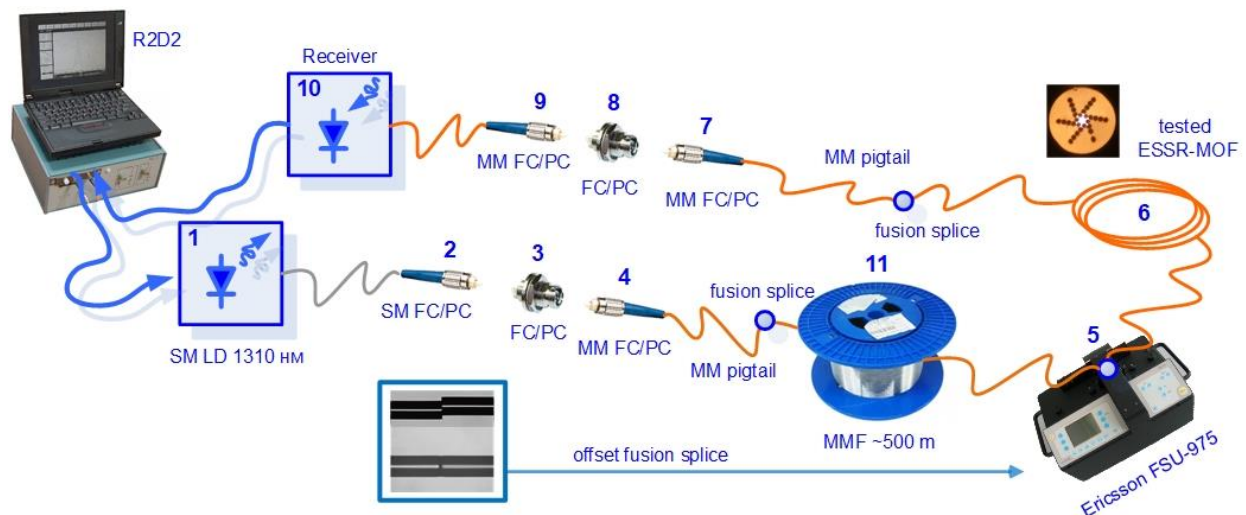 R2D2
Receiver
10
9
8
7
MM FC/PC
FC/PC
MM FC/PC
MM pigtail
fusion splice
tested
ESSR-MOF
6
1
SM LD 1310 нм
2
SM FC/PC
3
FC/PC
4
MM FC/PC
fusion splice
MM pigtail
11
MMF ~500 m
5
Ericsson FSU-975
offset fusion splice